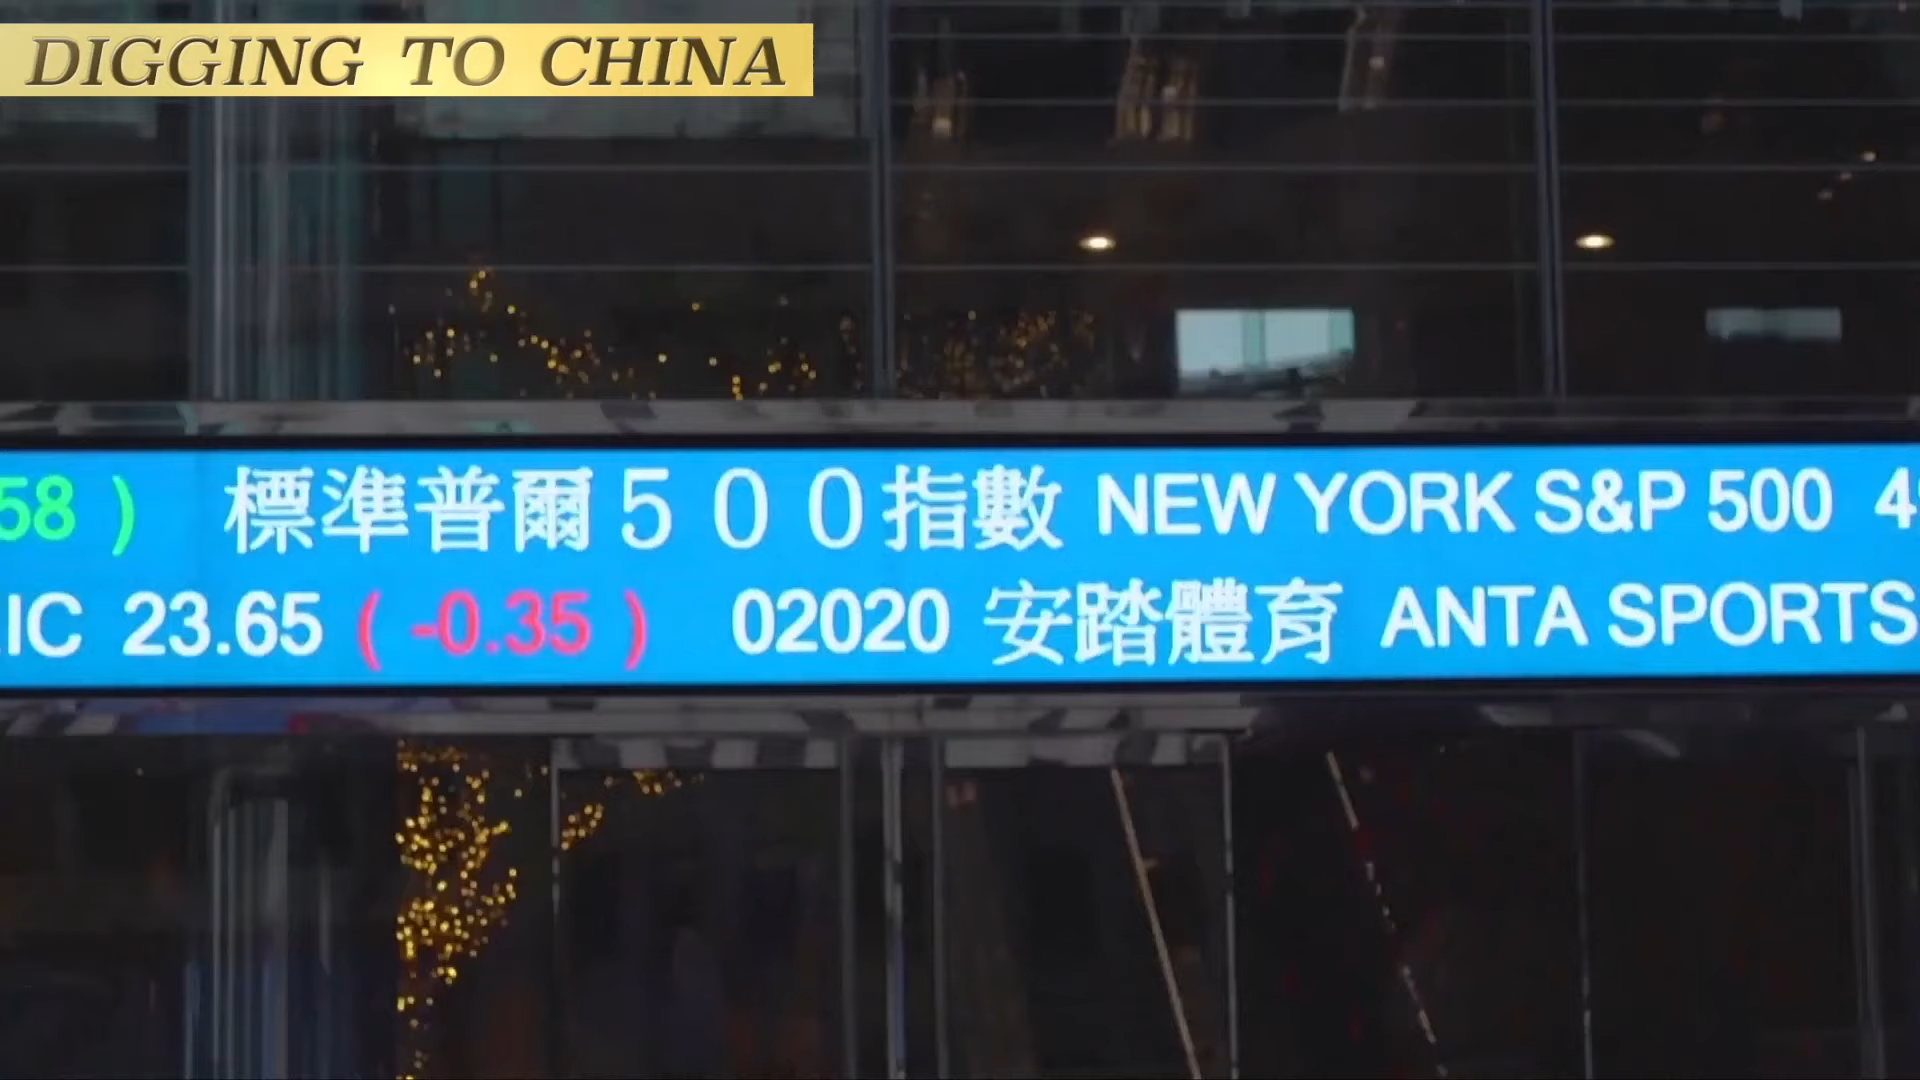 DIGGING TO CHINA
58 ) 標準普爾５００指數 NEW YORK S&P 500 4
IC 23.65 ( -0.35 ) 02020 安踏體育 ANTA SPORTS